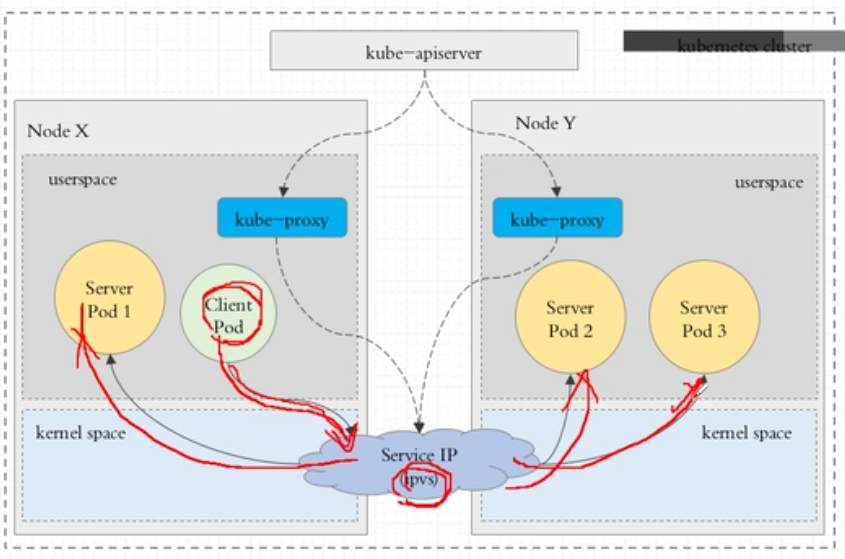 kube-apiserver
kubernetes cluster
Node X
Node Y
userspace
userspace
kube-proxy
kube-proxy
Server
Pod 1
Client
Pod
Server
Pod 2
Server
Pod 3
kernel space
kernel space
Service IP
(ipvs)